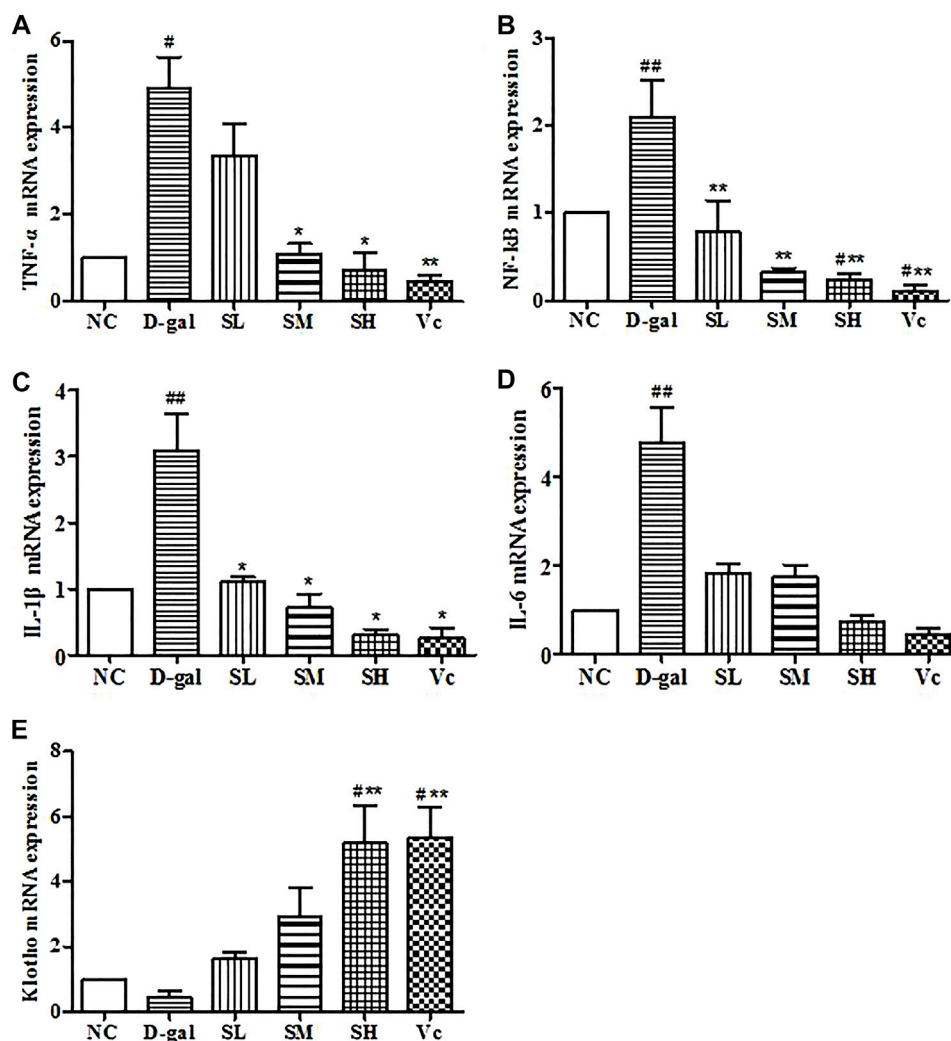 A
TNF-α mRNA expression
6
4
2
0
#
*
*
**
NC D-gal SL SM SH Vc
B
NF-kB mRNA expression
3
2
1
0
##
**
**
#**
#**
NC D-gal SL SM SH Vc
C
IL-1β mRNA expression
4
3
2
1
0
##
*
*
*
*
NC D-gal SL SM SH Vc
D
IL-6 mRNA expression
6
4
2
0
##
NC D-gal SL SM SH Vc
E
Klotho mRNA expression
8
6
4
2
0
#**
#**
NC D-gal SL SM SH Vc